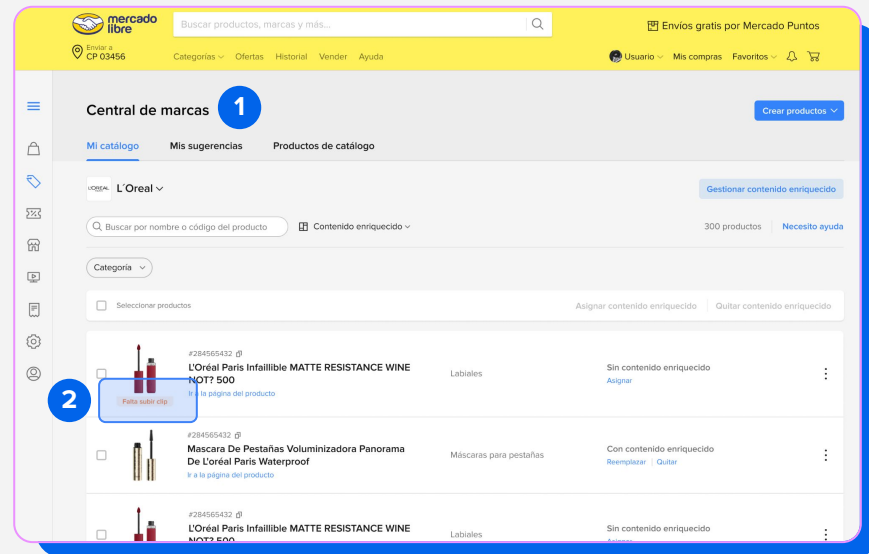 mercado
libre
Buscar productos, marcas y más...
Envíos gratis por Mercado Puntos
Enviar a
CP 03456
Categorías
Ofertas
Historial
Vender
Ayuda
Usuario
Mis compras
Favoritos
Central de marcas
1
Crear productos
Mi catálogo
Mis sugerencias
Productos de catálogo
L'ORÉAL
L´Oreal
Gestionar contenido enriquecido
Buscar por nombre o código del producto
Contenido enriquecido
300 productos
Necesito ayuda
Categoría
Seleccionar productos
Asignar contenido enriquecido
Quitar contenido enriquecido
#284565432
L'Oréal Paris Infaillible MATTE RESISTANCE WINE
NOT? 500
Ir a la página del producto
Labiales
Sin contenido enriquecido
Asignar
2
Falta subir clip
#284565432
Mascara De Pestañas Voluminizadora Panorama
De L'oréal Paris Waterproof
Ir a la página del producto
Máscaras para pestañas
Con contenido enriquecido
Reemplazar
Quitar
#284565432
L'Oréal Paris Infaillible MATTE RESISTANCE WINE
NOT? 500
Labiales
Sin contenido enriquecido
Asignar